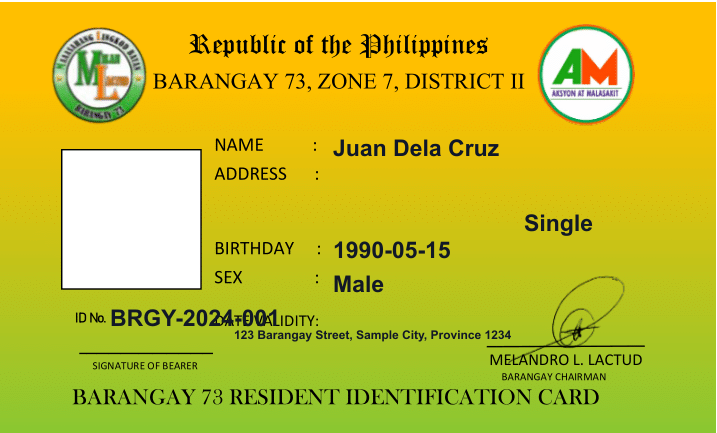 Republic of the Philippines
BARANGAY 73, ZONE 7, DISTRICT II
MALASAKIT LINGKOD BAYAN
MILAN
LACTUD
ML
BARANGAY 73
AM
AKSYON AT MALASAKIT
NAME : Juan Dela Cruz
ADDRESS :
Single
BIRTHDAY : 1990-05-15
SEX : Male
ID No. BRGY-2024-001
DATE VALIDITY:
123 Barangay Street, Sample City, Province 1234
SIGNATURE OF BEARER
MELANDRO L. LACTUD
BARANGAY CHAIRMAN
BARANGAY 73 RESIDENT IDENTIFICATION CARD